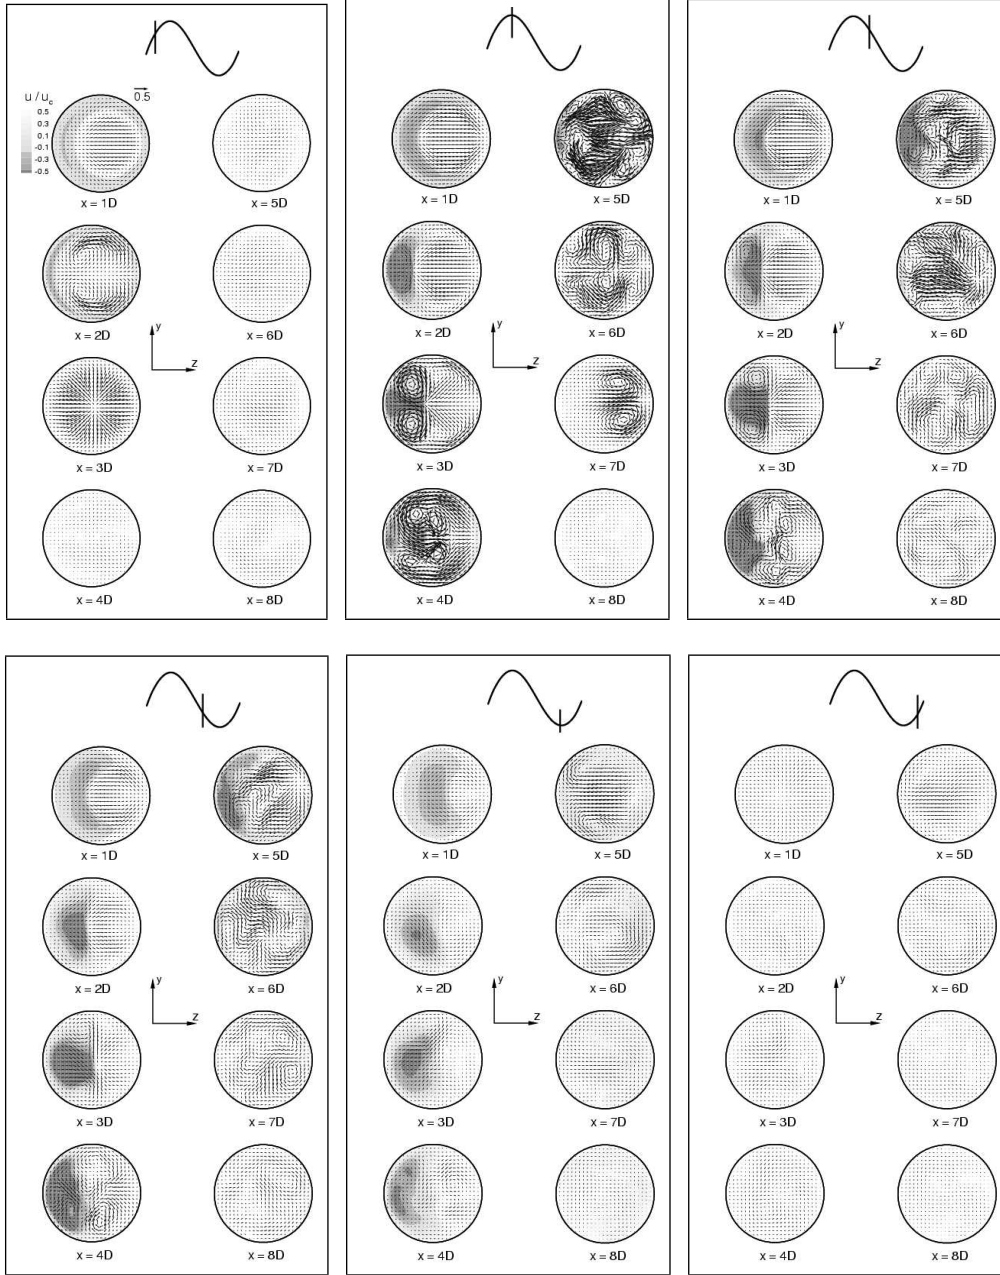 u / u_c
0.5
0.5
0.3
0.1
-0.1
-0.3
-0.5
x = 1D
x = 5D
x = 2D
x = 6D
y
z
x = 3D
x = 7D
x = 4D
x = 8D
x = 1D
x = 5D
x = 2D
x = 6D
y
z
x = 3D
x = 7D
x = 4D
x = 8D
x = 1D
x = 5D
x = 2D
x = 6D
y
z
x = 3D
x = 7D
x = 4D
x = 8D
x = 1D
x = 5D
x = 2D
x = 6D
y
z
x = 3D
x = 7D
x = 4D
x = 8D
x = 1D
x = 5D
x = 2D
x = 6D
y
z
x = 3D
x = 7D
x = 4D
x = 8D
x = 1D
x = 5D
x = 2D
x = 6D
y
z
x = 3D
x = 7D
x = 4D
x = 8D